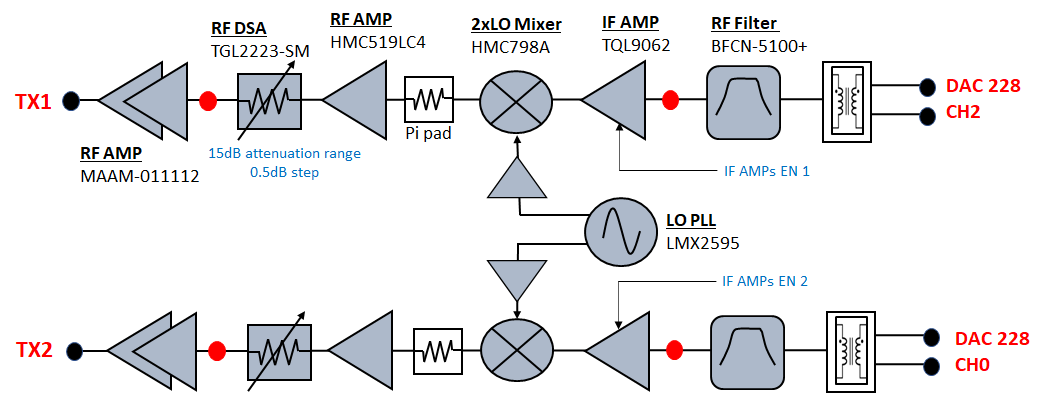 RF DSA
TGL2223-SM
RF AMP
HMC519LC4
2xLO Mixer
HMC798A
IF AMP
TQL9062
RF Filter
BFCN-5100+
TX1
DAC 228
CH2
Pi pad
RF AMP
MAAM-011112
15dB attenuation range
0.5dB step
IF AMPs EN 1
LO PLL
LMX2595
IF AMPs EN 2
TX2
DAC 228
CH0